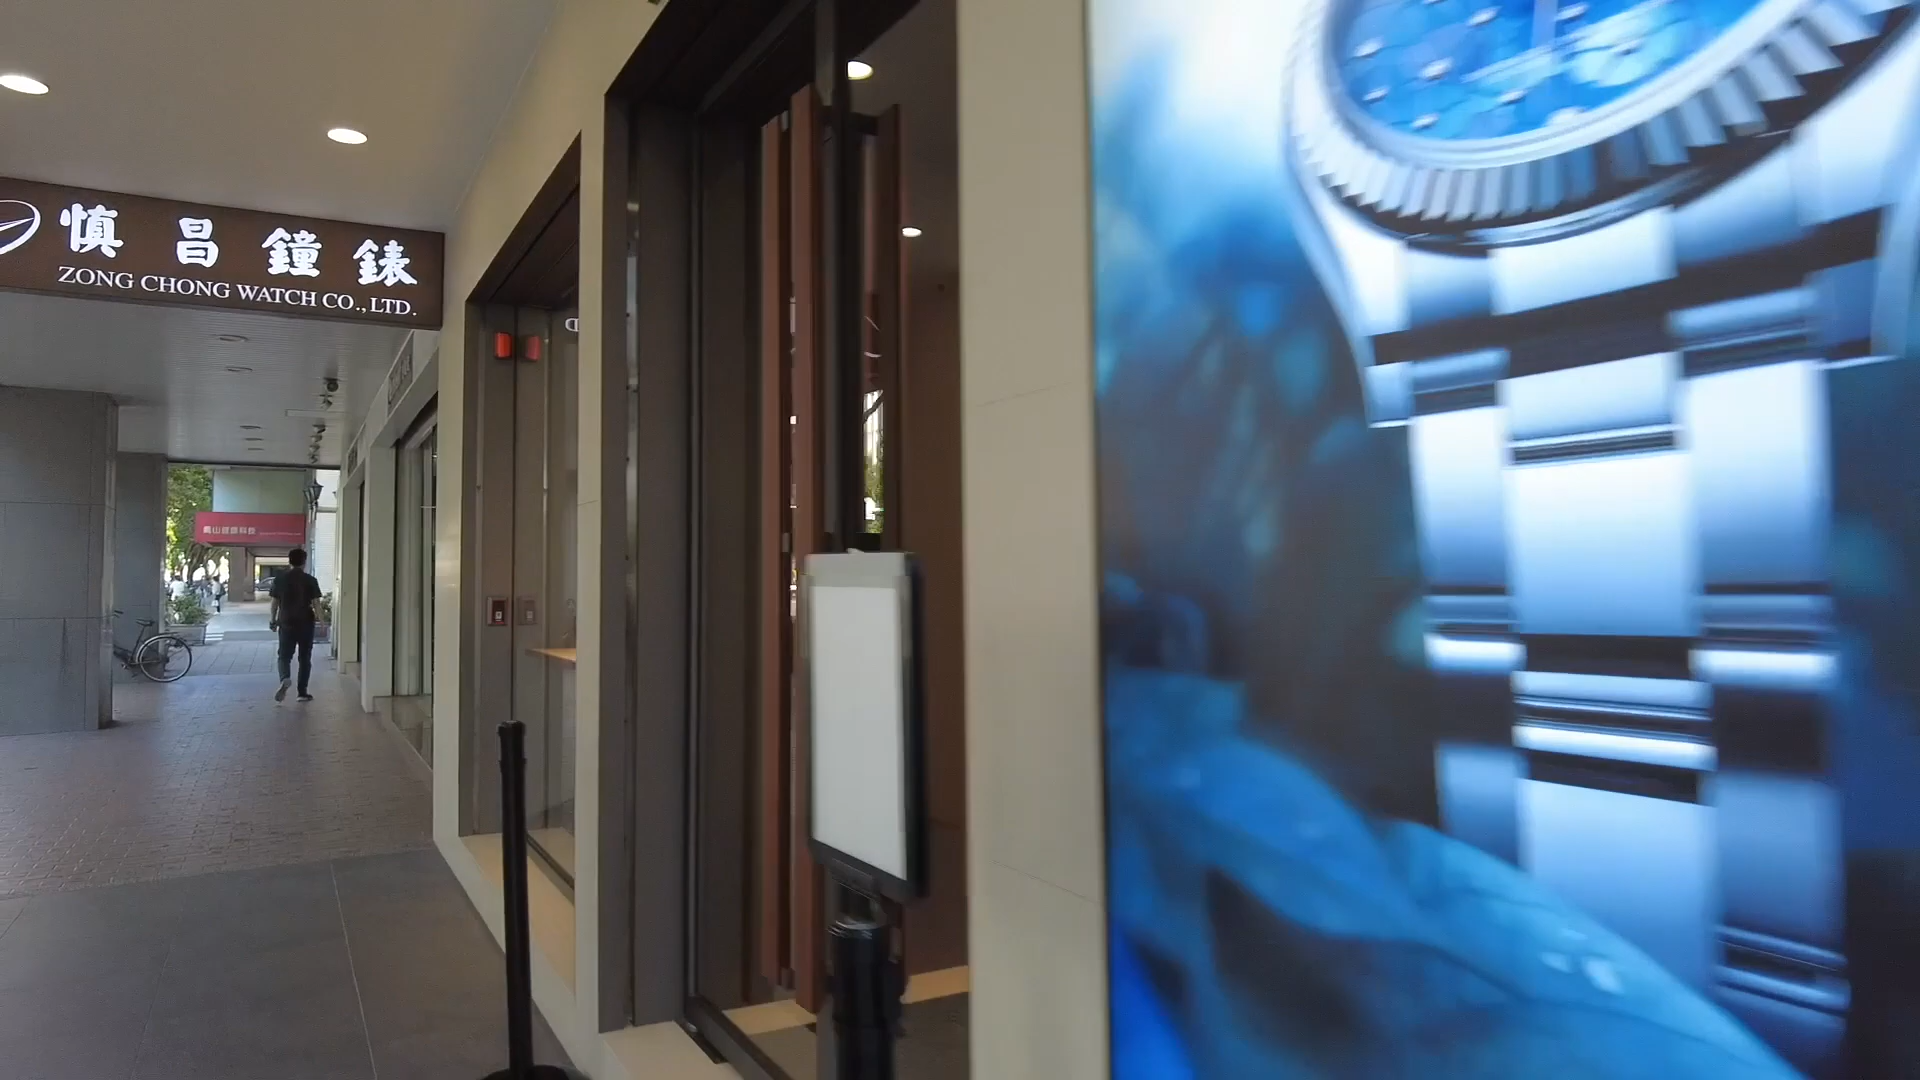 慎昌鐘錶
ZONG CHONG WATCH CO., LTD.